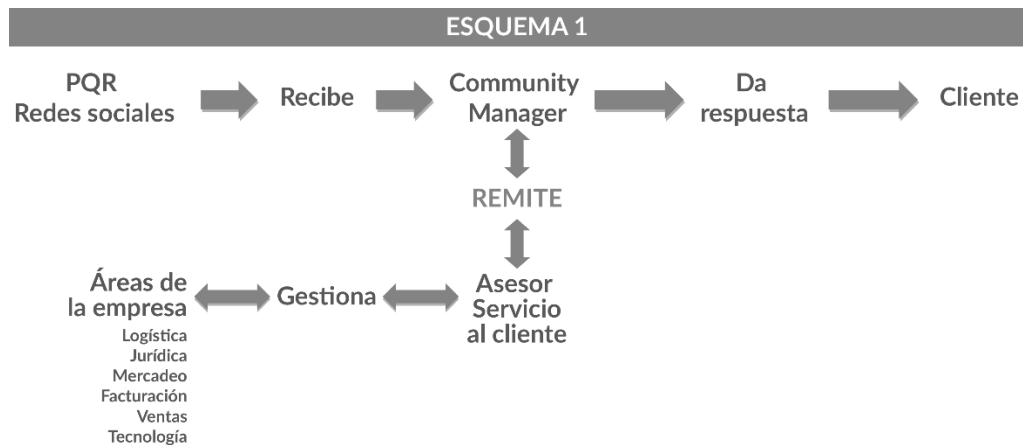 ESQUEMA 1
PQR
Redes sociales
Recibe
Community
Manager
Da
respuesta
Cliente
REMITE
Áreas de
la empresa
Logística
Jurídica
Mercadeo
Facturación
Ventas
Tecnología
Gestiona
Asesor
Servicio
al cliente